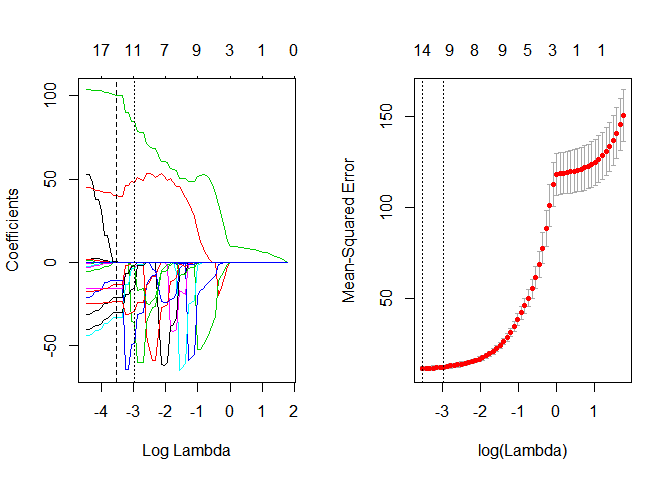 17 11 7 9 3 1 0
Coefficients
100
50
0
-50
-4 -3 -2 -1 0 1 2
Log Lambda
14 9 8 9 5 3 1 1
Mean-Squared Error
150
100
50
-3 -2 -1 0 1
log(Lambda)